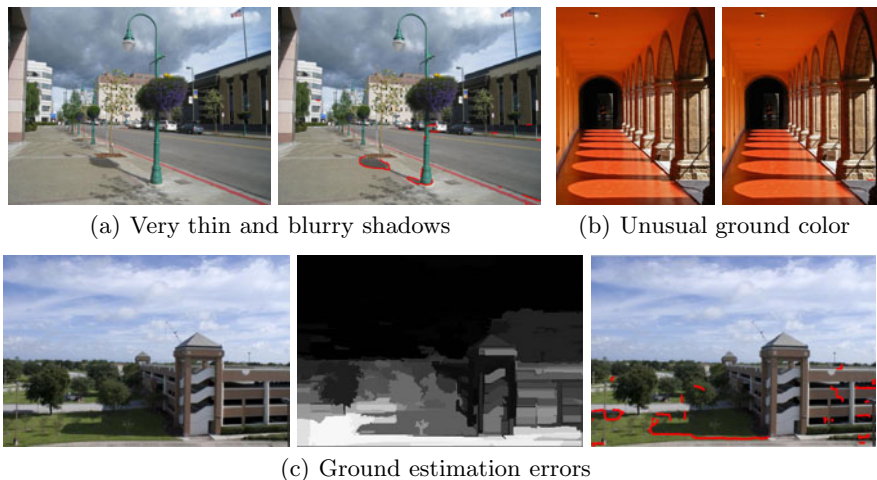 (a) Very thin and blurry shadows
(b) Unusual ground color
(c) Ground estimation errors